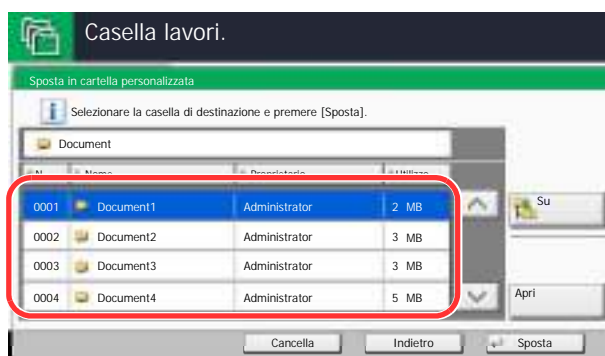 Casella lavori.
Sposta in cartella personalizzata
Selezionare la casella di destinazione e premere [Sposta].
Document
N. Nome Proprietario Utilizzo
0001 Document1 Administrator 2 MB
Su
0002 Document2 Administrator 3 MB
0003 Document3 Administrator 3 MB
0004 Document4 Administrator 5 MB
Apri
Cancella Indietro Sposta